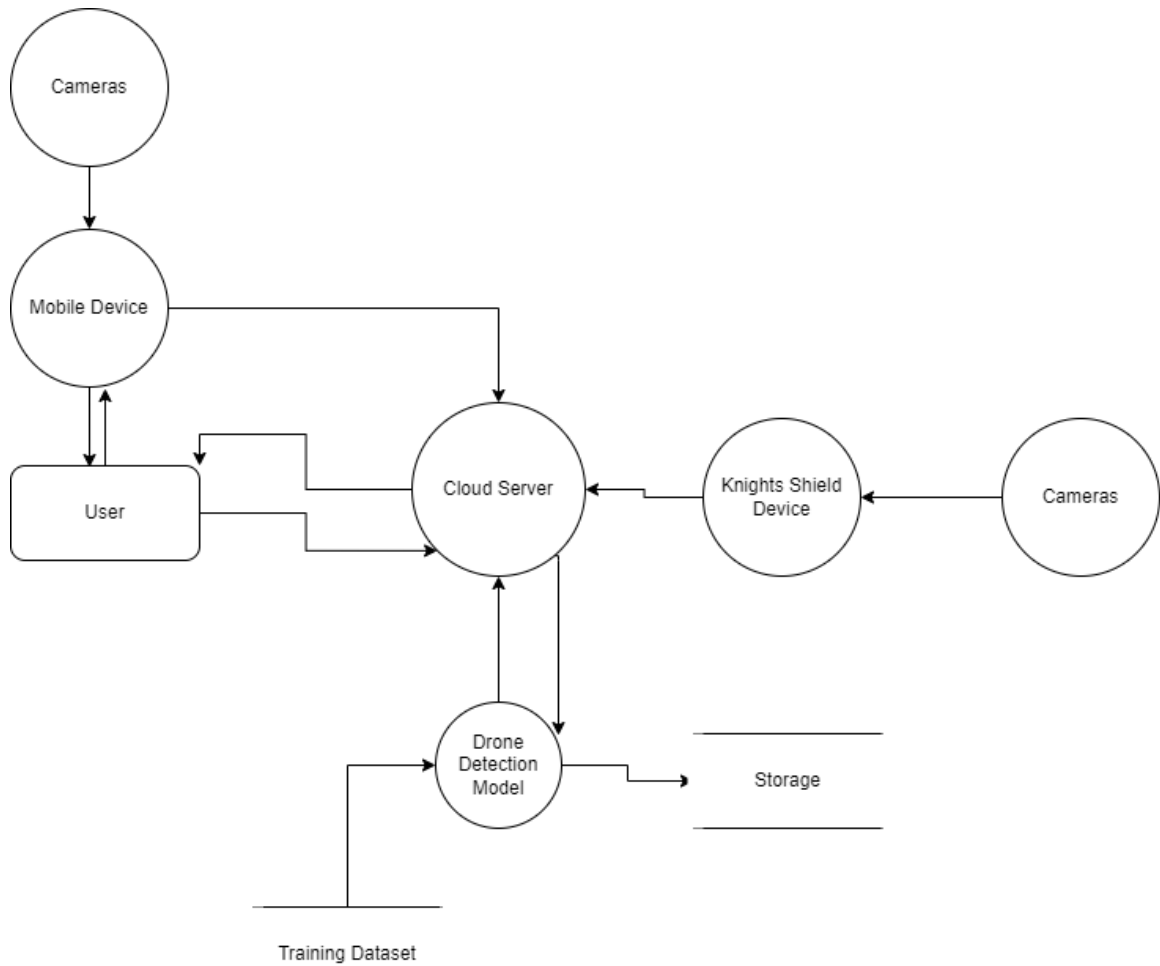 Cameras
Mobile Device
User
Cloud Server
Knights Shield
Device
Cameras
Drone
Detection
Model
Storage
Training Dataset